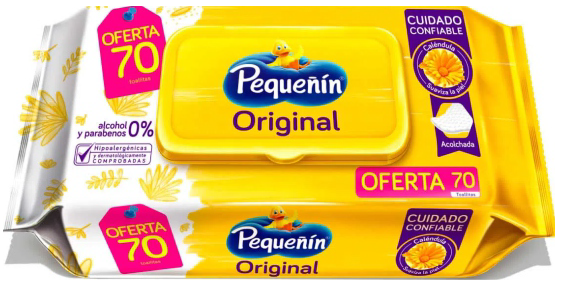 OFERTA
70
Toallitas
alcohol
y parabenos 0%
Hipoalergénicas
y dermatológicamente
COMPROBADAS
Pequeñín
Original
CUIDADO
CONFIABLE
Caléndula
Suaviza la piel
Acolchada
OFERTA 70
Toallitas
OFERTA
70
Toallitas
Pequeñín
Original
CUIDADO
CONFIABLE
Caléndula
Suaviza la piel